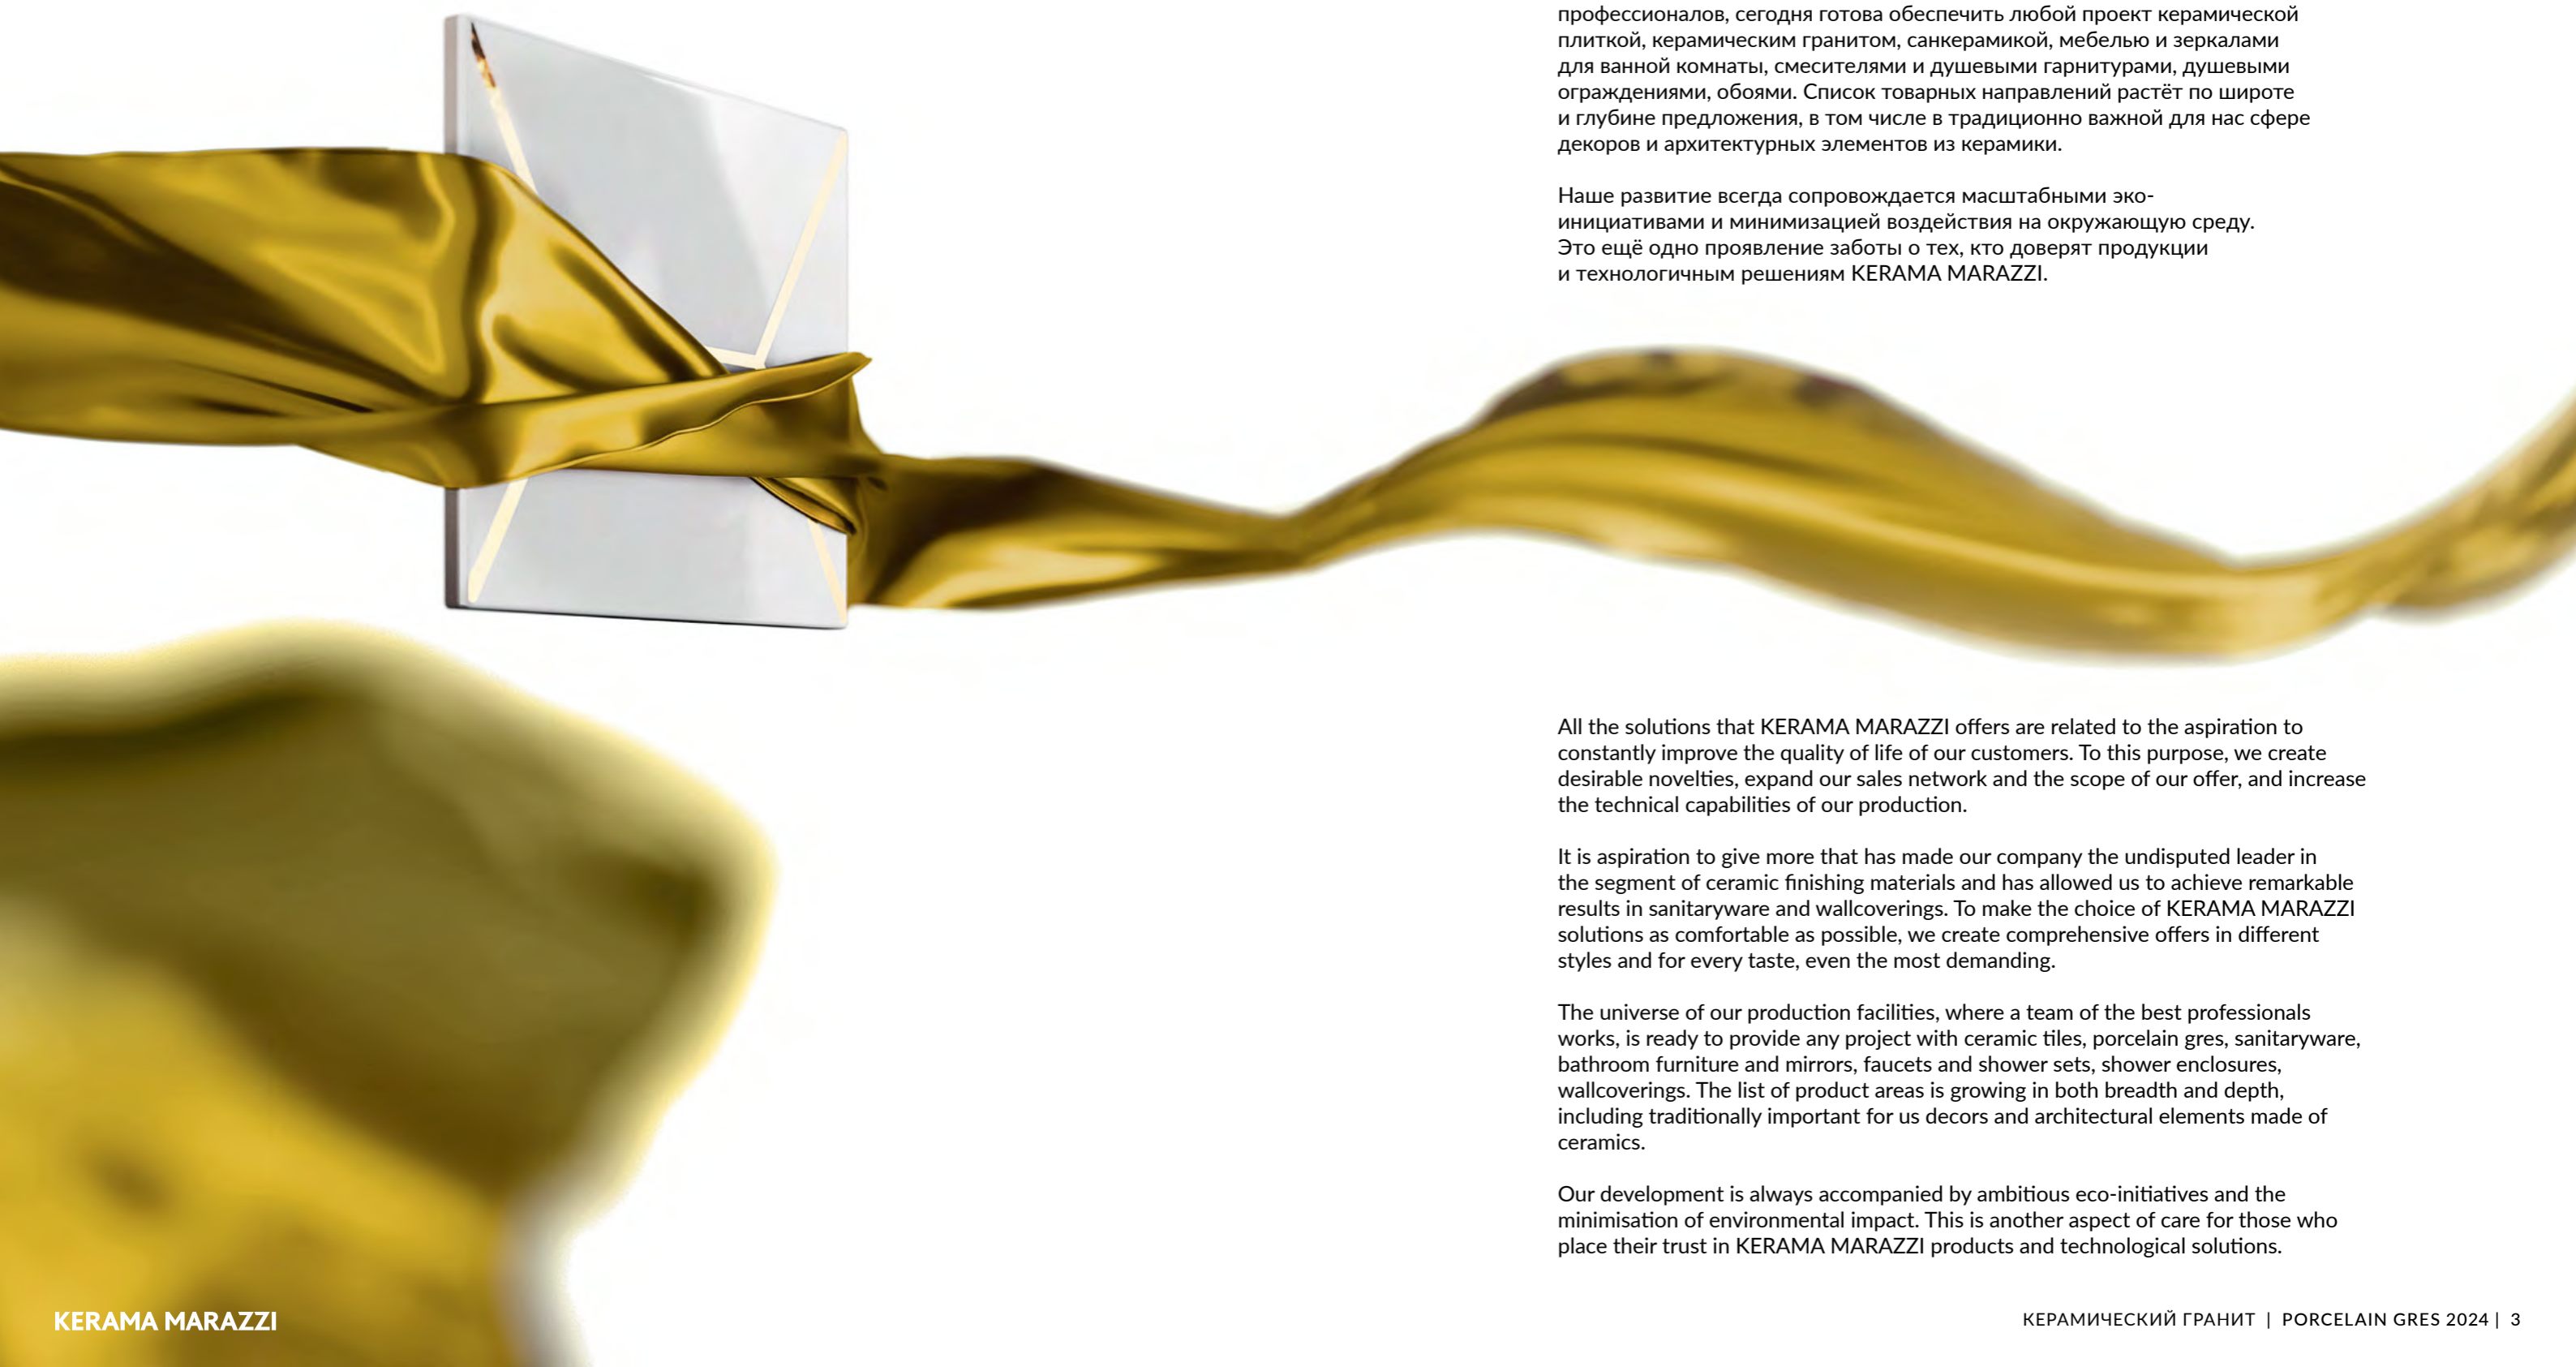 профессионалов, сегодня готова обеспечить любой проект керамической
плиткой, керамическим гранитом, санкерамикой, мебелью и зеркалами
для ванной комнаты, смесителями и душевыми гарнитурами, душевыми
ограждениями, обоями. Список товарных направлений растёт по широте
и глубине предложения, в том числе в традиционно важной для нас сфере
декоров и архитектурных элементов из керамики.
Наше развитие всегда сопровождается масштабными эко-
инициативами и минимизацией воздействия на окружающую среду.
Это ещё одно проявление заботы о тех, кто доверят продукции
и технологичным решениям KERAMA MARAZZI.
All the solutions that KERAMA MARAZZI offers are related to the aspiration to
constantly improve the quality of life of our customers. To this purpose, we create
desirable novelties, expand our sales network and the scope of our offer, and increase
the technical capabilities of our production.
It is aspiration to give more that has made our company the undisputed leader in
the segment of ceramic finishing materials and has allowed us to achieve remarkable
results in sanitaryware and wallcoverings. To make the choice of KERAMA MARAZZI
solutions as comfortable as possible, we create comprehensive offers in different
styles and for every taste, even the most demanding.
The universe of our production facilities, where a team of the best professionals
works, is ready to provide any project with ceramic tiles, porcelain gres, sanitaryware,
bathroom furniture and mirrors, faucets and shower sets, shower enclosures,
wallcoverings. The list of product areas is growing in both breadth and depth,
including traditionally important for us decors and architectural elements made of
ceramics.
Our development is always accompanied by ambitious eco-initiatives and the
minimisation of environmental impact. This is another aspect of care for those who
place their trust in KERAMA MARAZZI products and technological solutions.
KERAMA MARAZZI
КЕРАМИЧЕСКИЙ ГРАНИТ | PORCELAIN GRES 2024 | 3